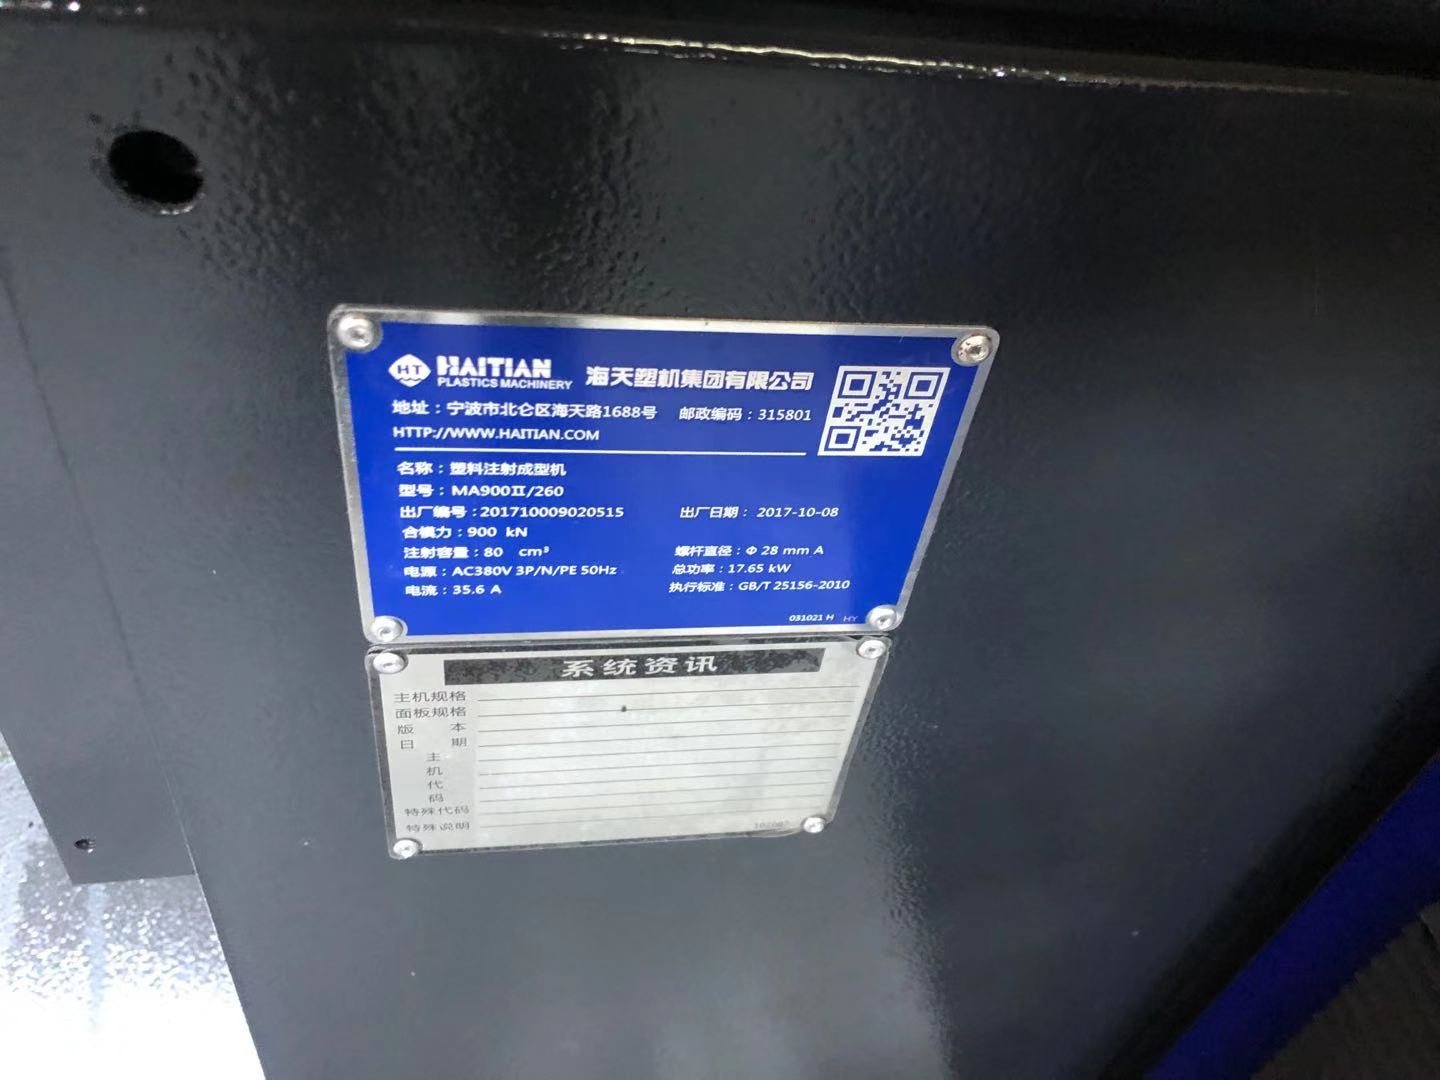 HT HAITIAN PLASTICS MACHINERY 海天塑机集团有限公司
地址：宁波市北仑区海天路1688号 邮政编码：315801
HTTP://WWW.HAITIAN.COM
名称：塑料注射成型机
型号：MA900II/260
出厂编号：201710009020515 出厂日期：2017-10-08
合模力：900 kN
注射容量：80 cm³ 螺杆直径：Φ 28 mm A
电源：AC380V 3P/N/PE 50Hz 总功率：17.65 kW
电流：35.6 A 执行标准：GB/T 25156-2010
031021 H HY
系统资讯
主机规格
面板规格
版本
日期
主
机
代
码
特殊代码
特殊说明